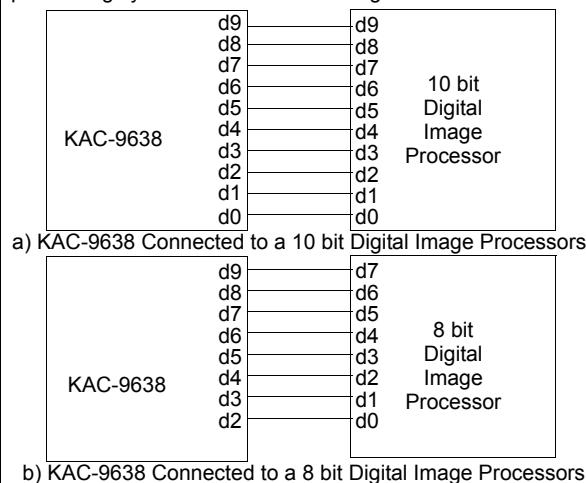 d9 d9
d8 d8
d7 d7
d6 d6
d5 d5
d4 d4
d3 d3
d2 d2
d1 d1
d0 d0
KAC-9638
10 bit
Digital
Image
Processor
a) KAC-9638 Connected to a 10 bit Digital Image Processors
d9 d7
d8 d6
d7 d5
d6 d4
d5 d3
d4 d2
d3 d1
d2 d0
KAC-9638
8 bit
Digital
Image
Processor
b) KAC-9638 Connected to a 8 bit Digital Image Processors